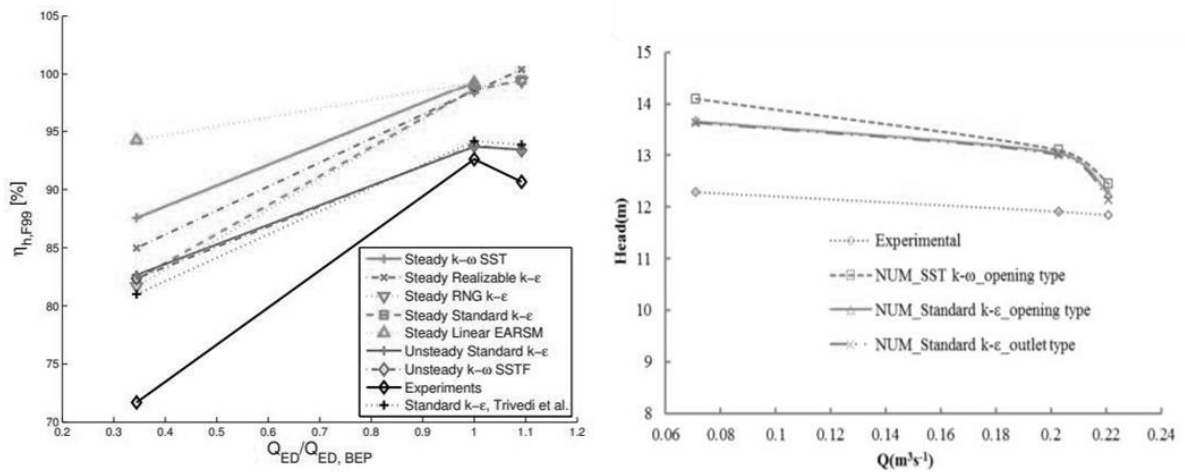 105
100
95
90
85
80
75
70
η_h,F99 [%]
0.2 0.3 0.4 0.5 0.6 0.7 0.8 0.9 1 1.1 1.2
Q_ED/Q_ED, BEP
Steady k-ω SST
Steady Realizable k-ε
Steady RNG k-ε
Steady Standard k-ε
Steady Linear EARSM
Unsteady Standard k-ε
Unsteady k-ω SSTF
Experiments
Standard k-ε, Trivedi et al.
15
14
13
12
11
10
9
8
Head(m)
0.06 0.08 0.1 0.12 0.14 0.16 0.18 0.2 0.22 0.24
Q(m³s⁻¹)
Experimental
NUM_SST k-ω_opening type
NUM_Standard k-ε_opening type
NUM_Standard k-ε_outlet type